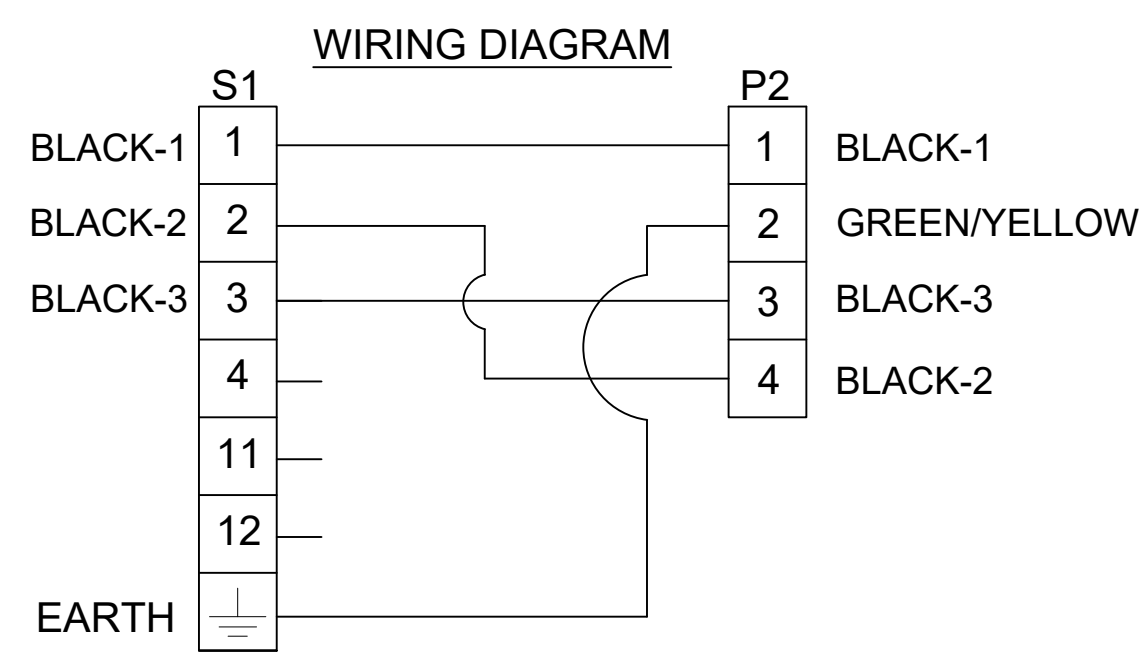 WIRING DIAGRAM
S1 P2
BLACK-1 1 1 BLACK-1
BLACK-2 2 2 GREEN/YELLOW
BLACK-3 3 3 BLACK-3
4 4 BLACK-2
11
12
EARTH